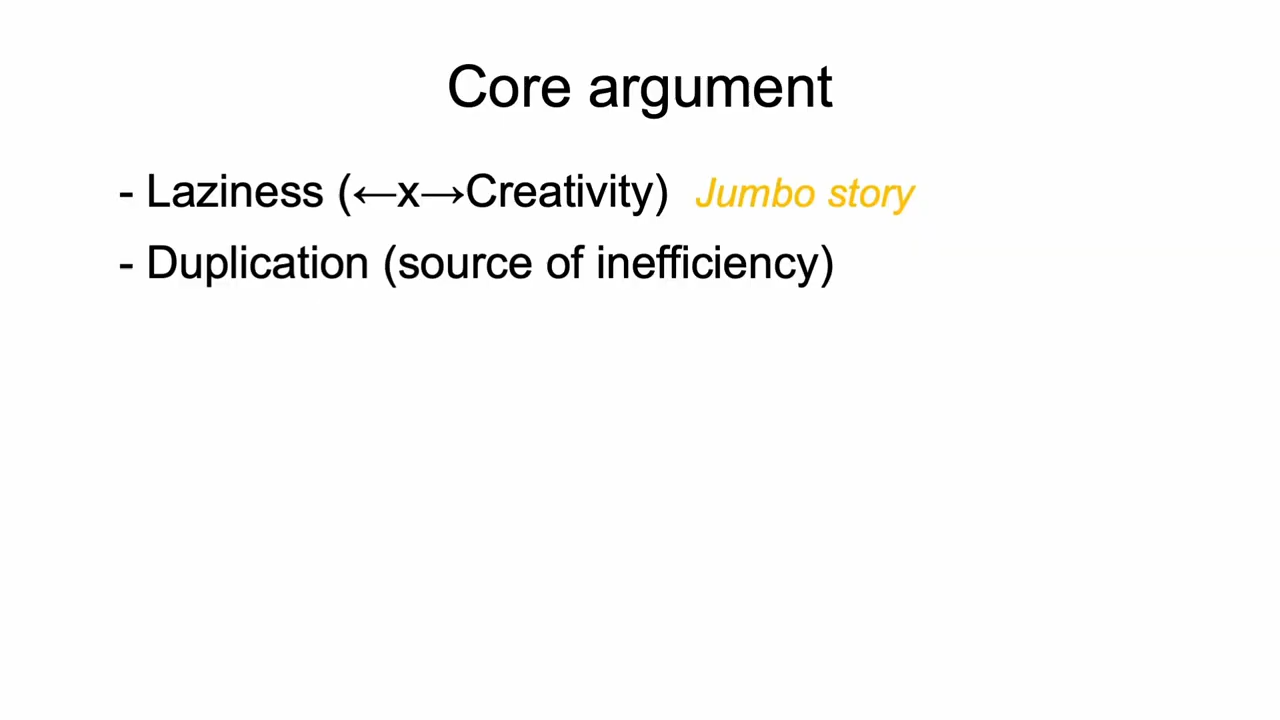 Core argument
- Laziness (←x→Creativity) Jumbo story
- Duplication (source of inefficiency)